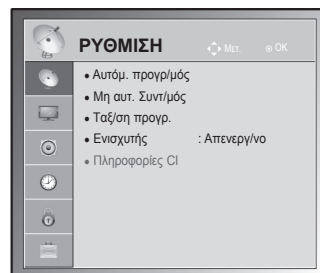 ΡΥΘΜΙΣΗ Μετ. OK
• Αυτόμ. προγρ/μός
• Μη αυτ. Συντ/μός
• Ταξ/ση προγρ.
• Ενισχυτής : Απενεργ/νο
• Πληροφορίες CI